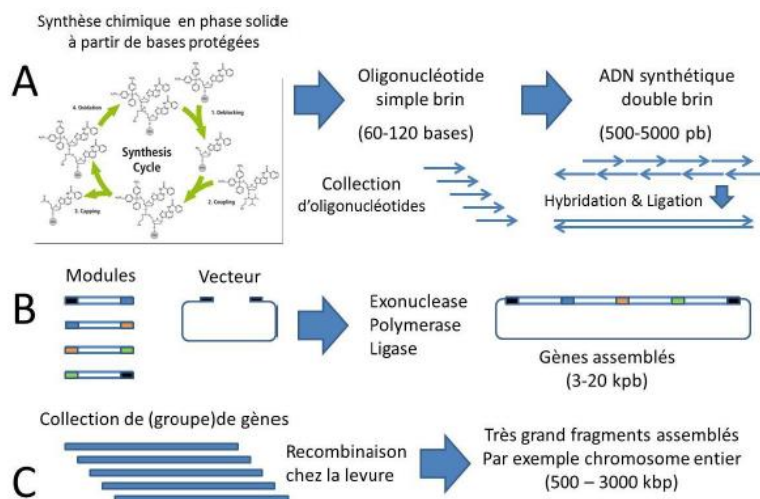 Synthèse chimique en phase solide
à partir de bases protégées
A
4. Oxidation
1. Deblocking
Synthesis
Cycle
3. Capping
2. Coupling
Oligonucléotide
simple brin
(60-120 bases)
Collection
d'oligonucléotides
ADN synthétique
double brin
(500-5000 pb)
Hybridation & Ligation
B
Modules
Vecteur
Exonuclease
Polymerase
Ligase
Gènes assemblés
(3-20 kpb)
C
Collection de (groupe)de gènes
Recombinaison
chez la levure
Très grand fragments assemblés
Par exemple chromosome entier
(500 – 3000 kbp)